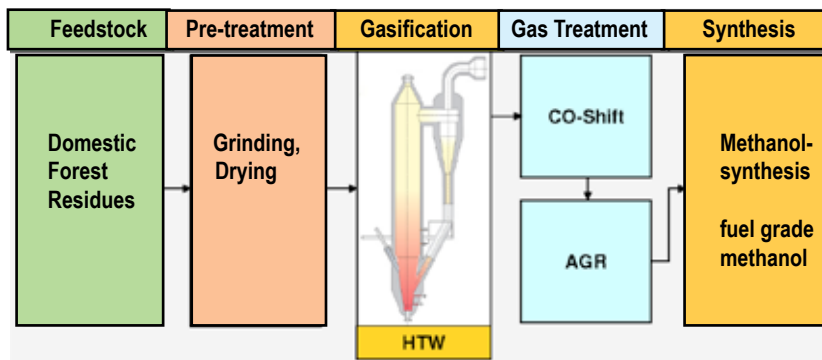 Feedstock
Pre-treatment
Gasification
Gas Treatment
Synthesis
Domestic
Forest
Residues
Grinding,
Drying
HTW
CO-Shift
AGR
Methanol-
synthesis
fuel grade
methanol